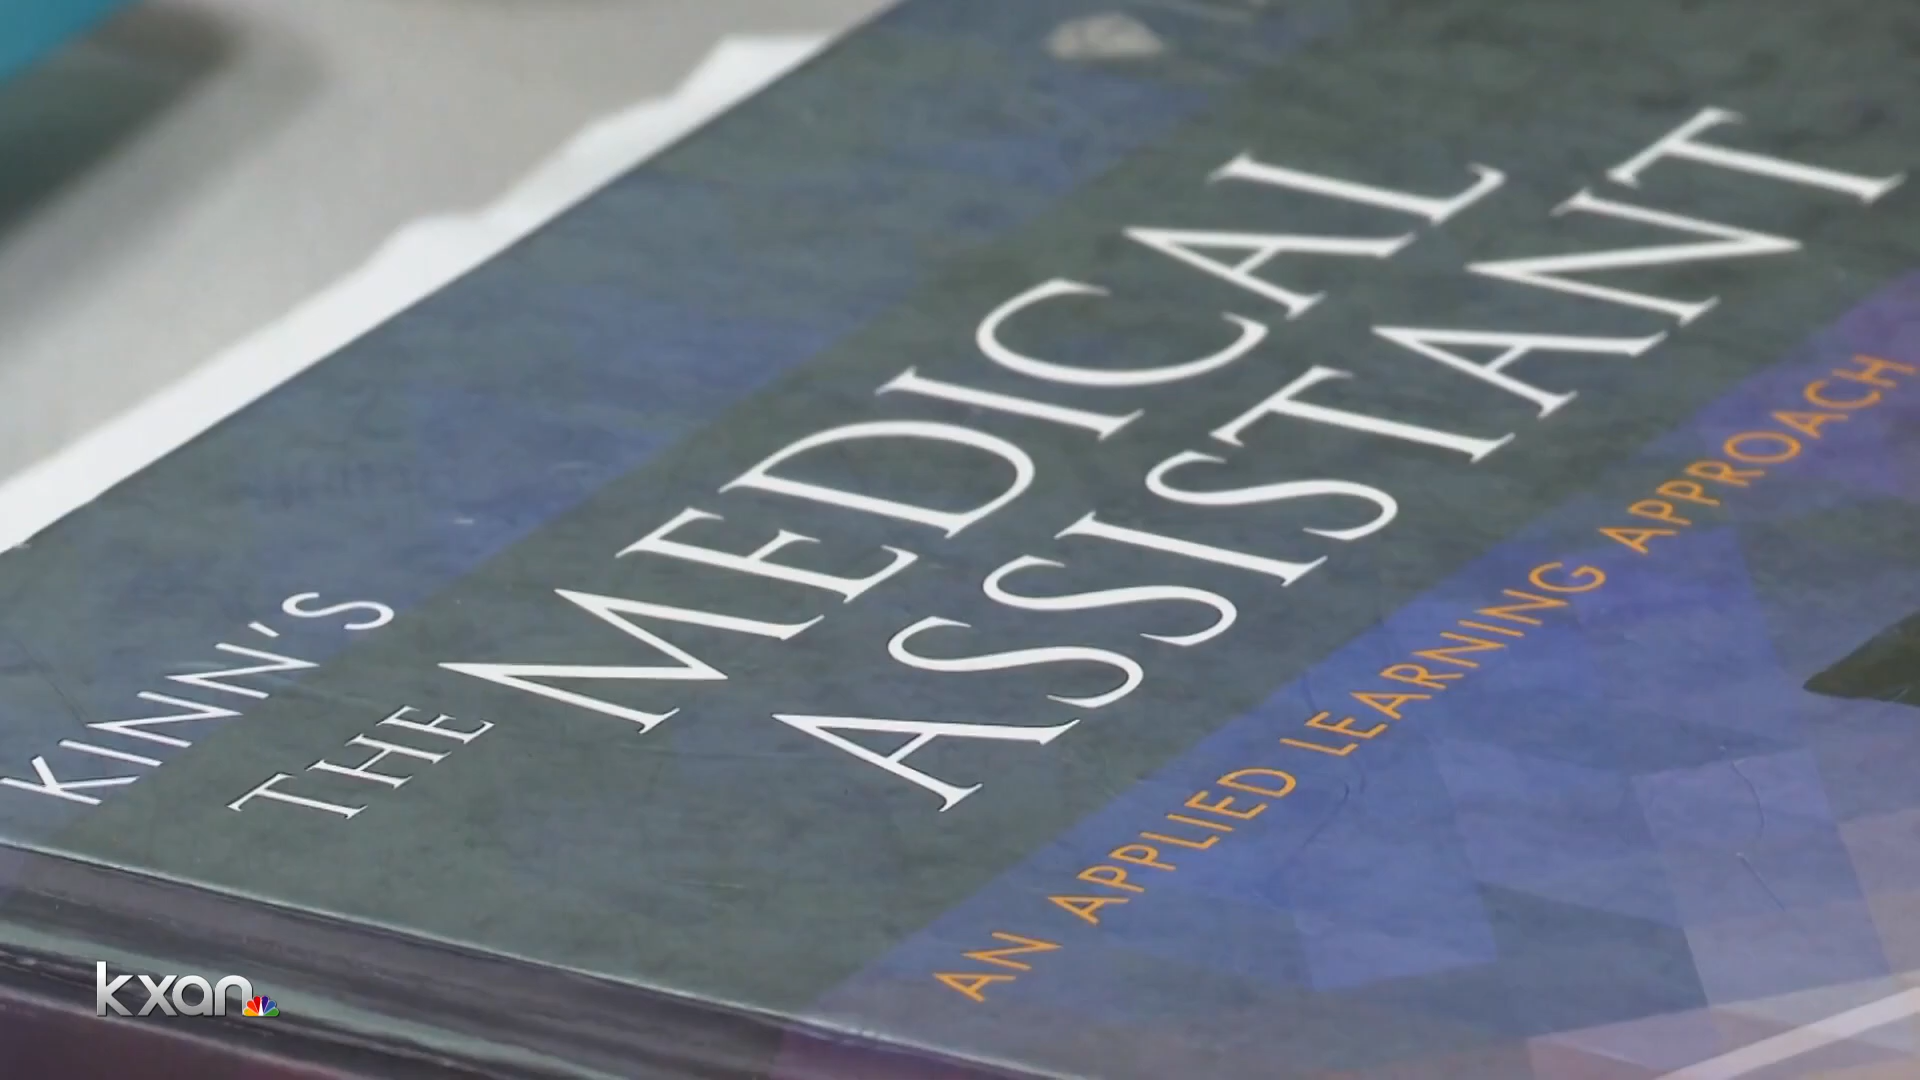 KINN'S
THE MEDICAL
ASSISTANT
AN APPLIED LEARNING APPROACH
kxan